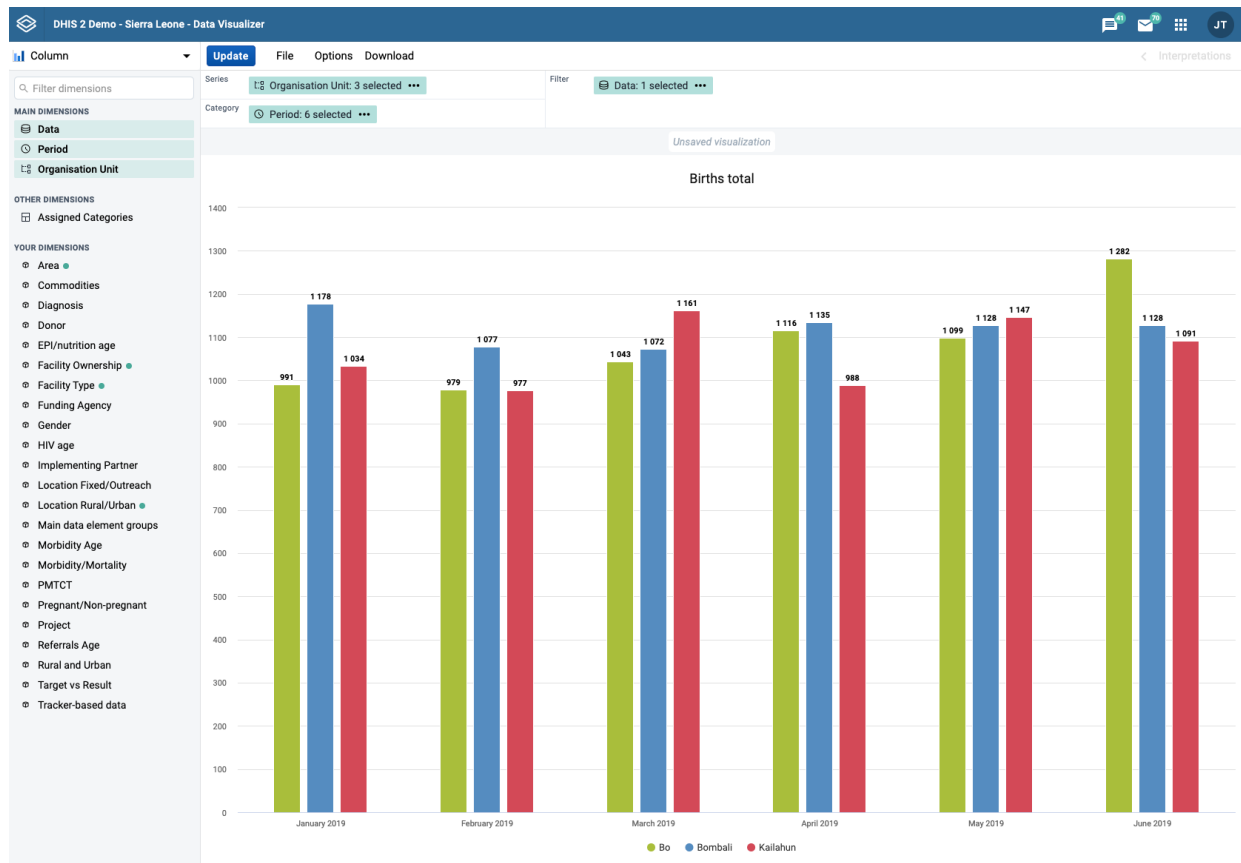 DHIS 2 Demo - Sierra Leone - Data Visualizer
41
70
JT
Column
Update File Options Download
Interpretations
Filter dimensions
MAIN DIMENSIONS
Data
Period
Organisation Unit
OTHER DIMENSIONS
Assigned Categories
YOUR DIMENSIONS
Area
Commodities
Diagnosis
Donor
EPI/nutrition age
Facility Ownership
Facility Type
Funding Agency
Gender
HIV age
Implementing Partner
Location Fixed/Outreach
Location Rural/Urban
Main data element groups
Morbidity Age
Morbidity/Mortality
PMTCT
Pregnant/Non-pregnant
Project
Referrals Age
Rural and Urban
Target vs Result
Tracker-based data
Series
Organisation Unit: 3 selected •••
Filter
Data: 1 selected •••
Category
Period: 6 selected •••
Unsaved visualization
Births total
1400
1300
1200
1100
1000
900
800
700
600
500
400
300
200
100
0
991
1 178
1 034
979
1 077
977
1 043
1 072
1 161
1 116
1 135
988
1 099
1 128
1 147
1 282
1 128
1 091
January 2019
February 2019
March 2019
April 2019
May 2019
June 2019
Bo Bombali Kailahun